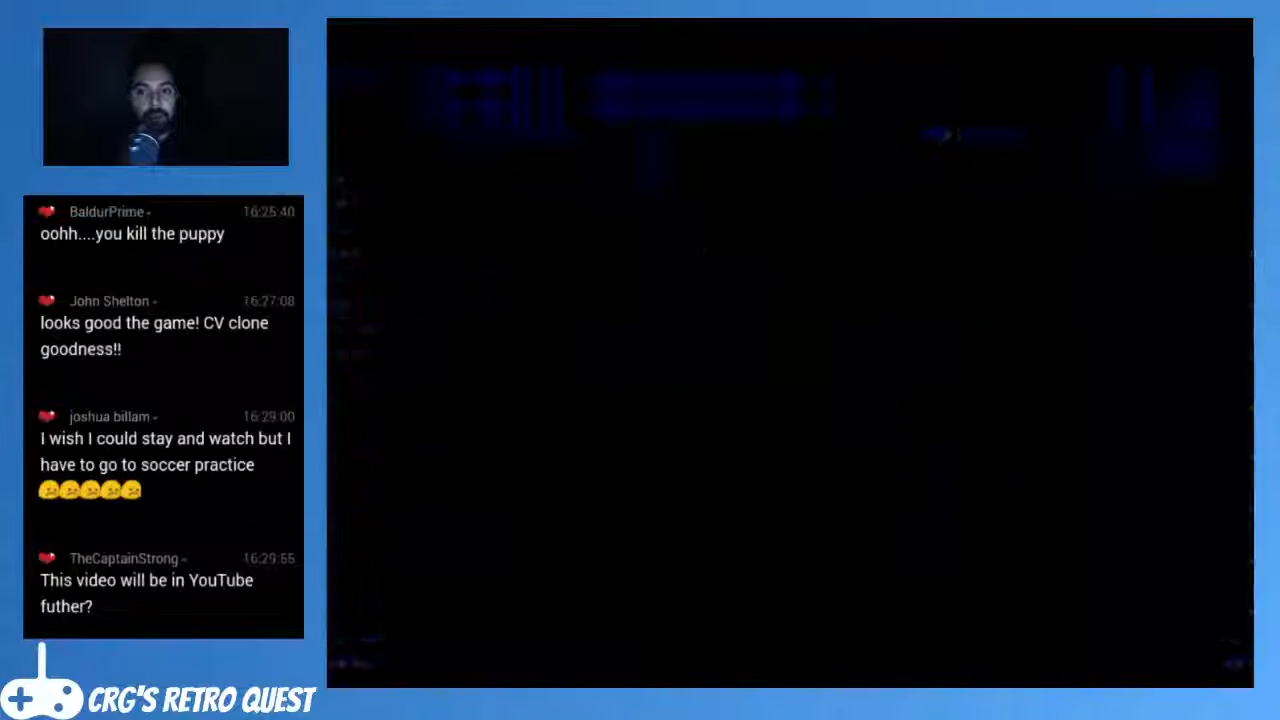 BaldurPrime
16:25:40
oohh....you kill the puppy
John Shelton
16:27:08
looks good the game! CV clone
goodness!!
joshua billam
16:29:00
I wish I could stay and watch but I
have to go to soccer practice
😠😠😠😠😠
TheCaptainStrong
16:29:55
This video will be in YouTube
futher?
CRG'S RETRO QUEST